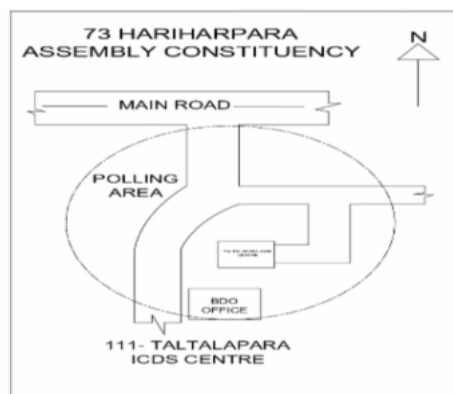 73 HARIHARPARA
ASSEMBLY CONSTITUENCY
N
MAIN ROAD
POLLING
AREA
BDO
OFFICE
111- TALTALAPARA
ICDS CENTRE